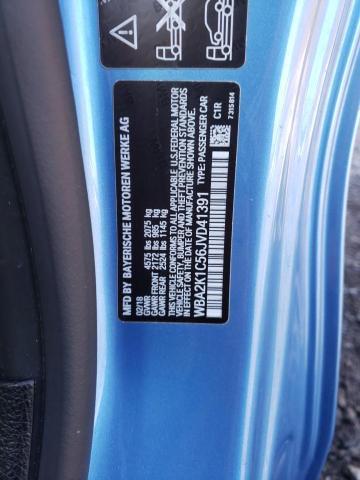 MFD BY BAYERISCHE MOTOREN WERKE AG
02/18
GVWR 4575 lbs 2075 kg
GAWR FRONT 2172 lbs 985 kg
GAWR REAR 2524 lbs 1145 kg
THIS VEHICLE CONFORMS TO ALL APPLICABLE U.S.FEDERAL MOTOR
VEHICLE SAFETY, BUMPER AND THEFT PREVENTION STANDARDS
IN EFFECT ON THE DATE OF MANUFACTURE SHOWN ABOVE.
WBA2K1C56JVD41391 TYPE: PASSENGER CAR
C1R
7315814